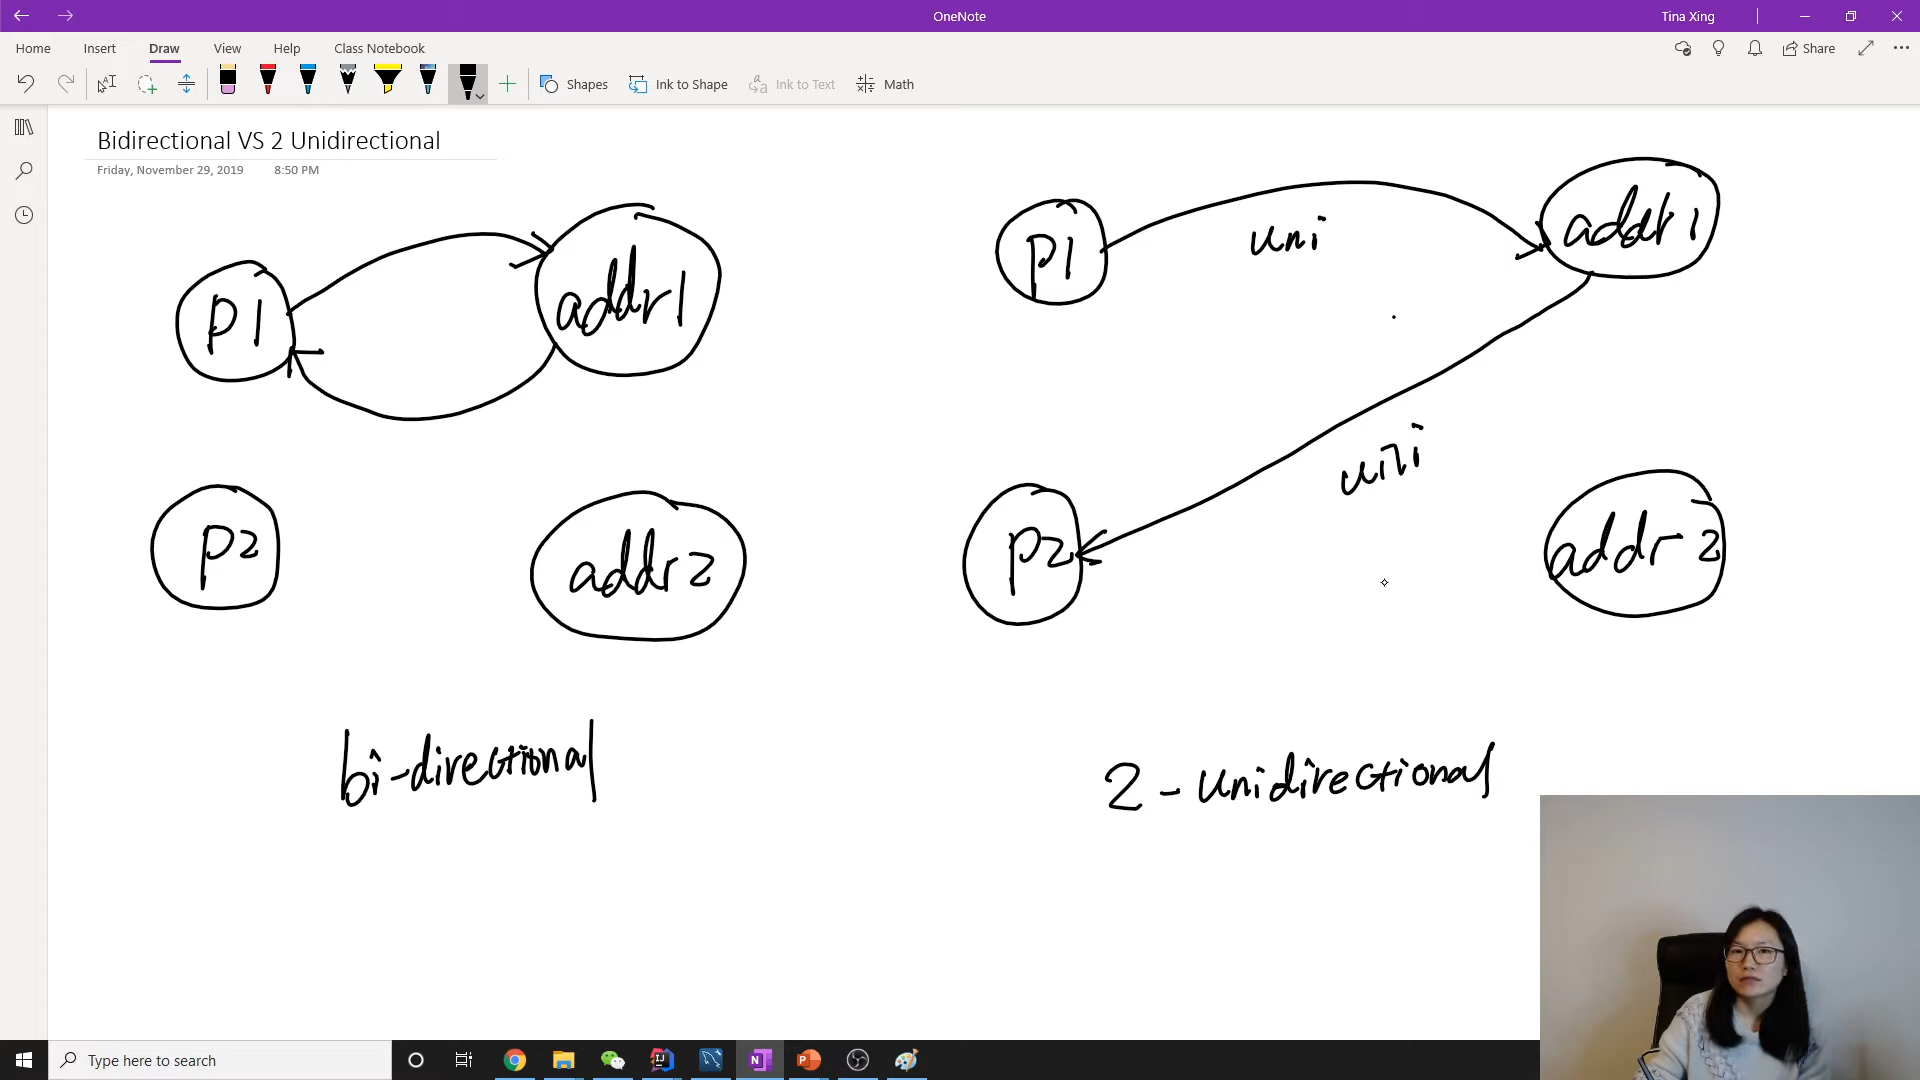 OneNote
Tina Xing
Home Insert Draw View Help Class Notebook
Share
Shapes Ink to Shape Ink to Text Math
Bidirectional VS 2 Unidirectional
Friday, November 29, 2019 8:50 PM
p1
addr1
p2
addr2
bi-directional
p1
uni
addr1
uni
p2
addr2
2-unidirectional
Type here to search